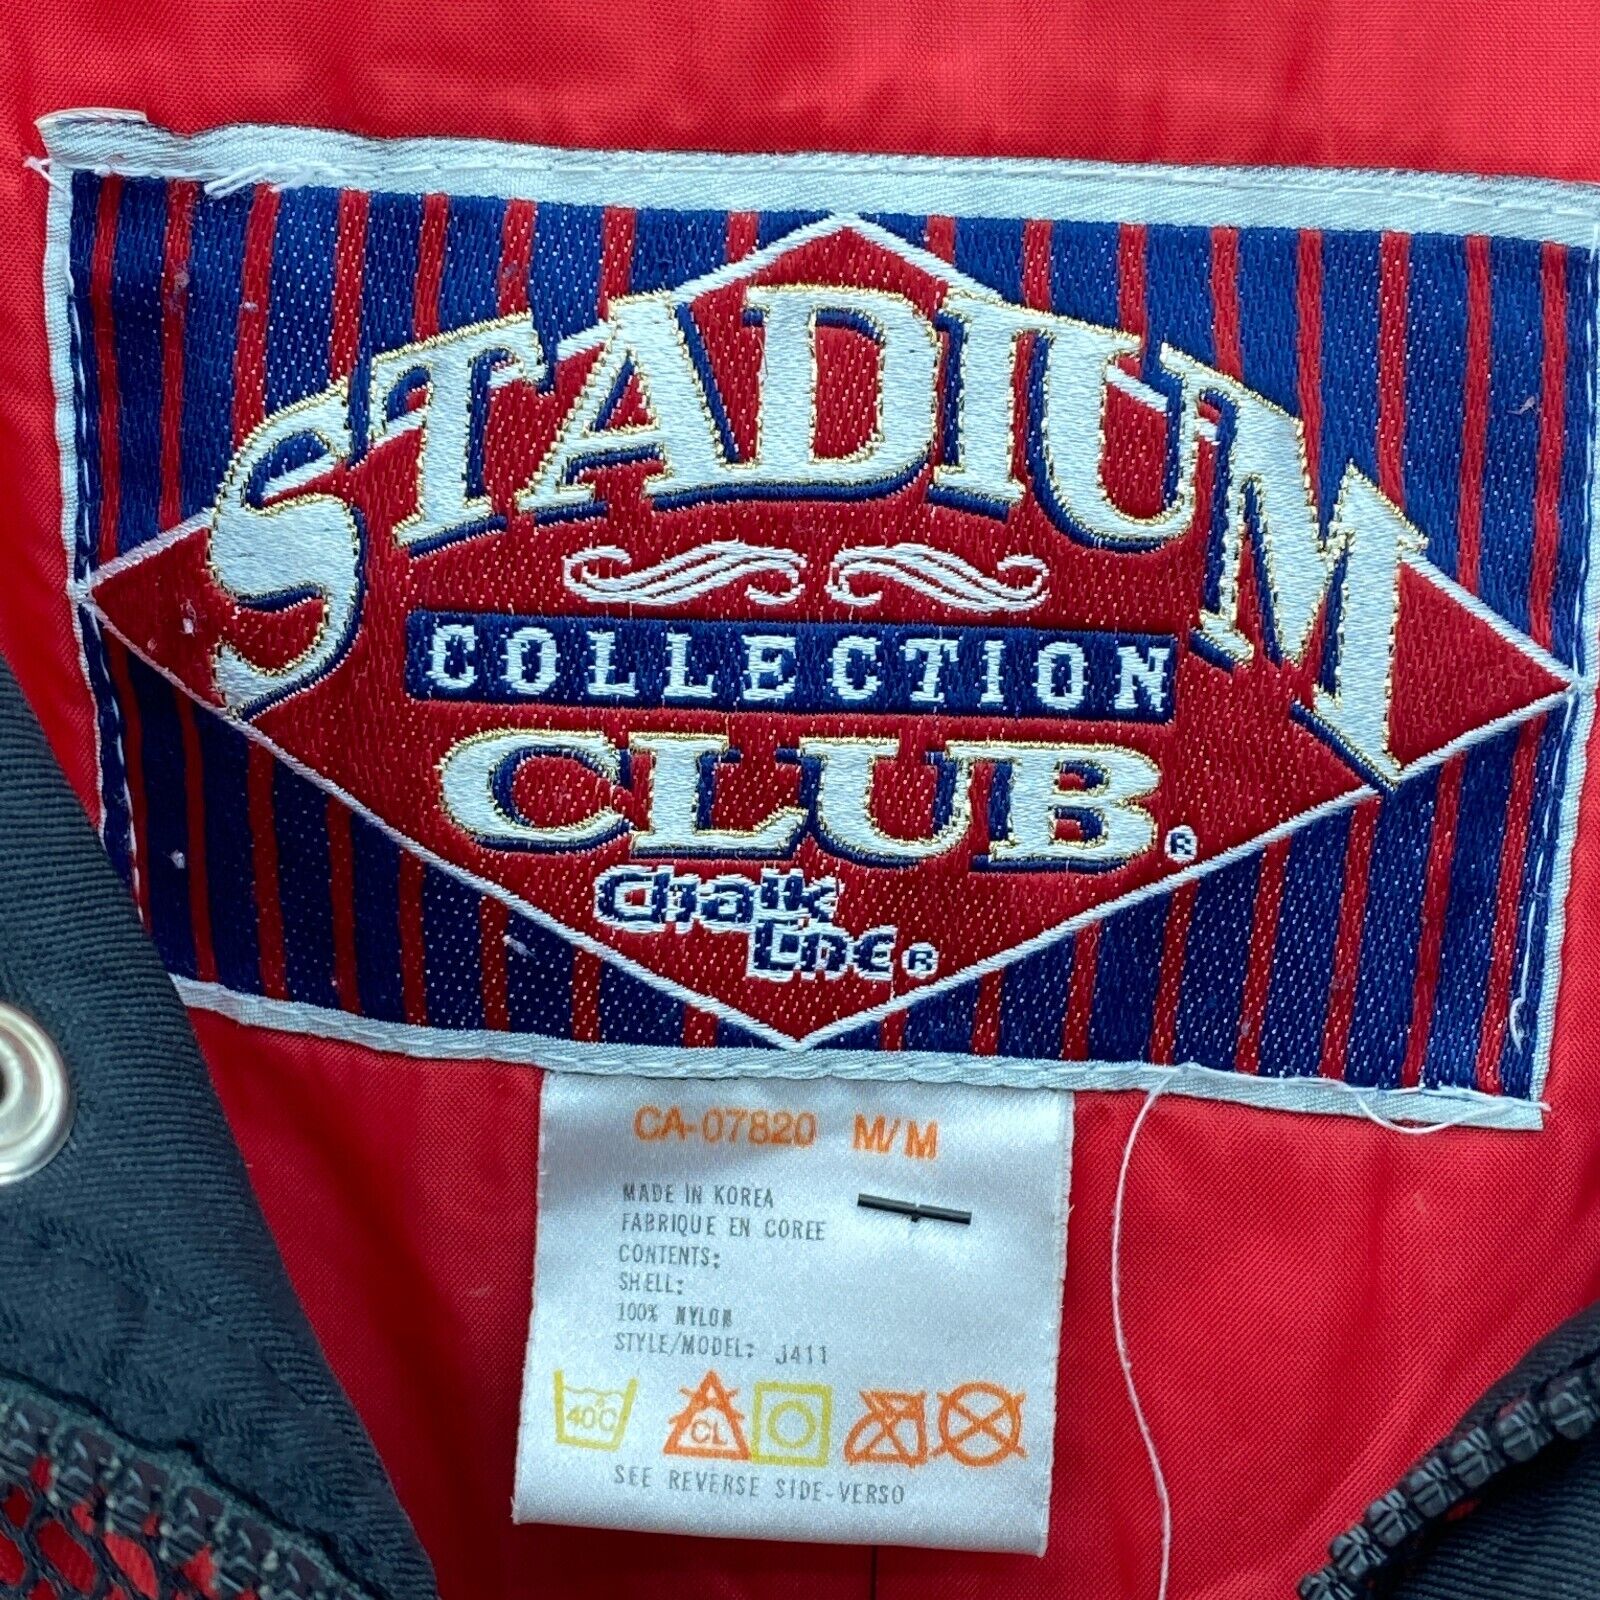 STADIUM
COLLECTION
CLUB®
Chalk
Line®
CA-07820 M/M
MADE IN KOREA
FABRIQUE EN COREE
CONTENTS:
SHELL:
100% NYLON
STYLE/MODEL: J411
40C CL
SEE REVERSE SIDE-VERSO